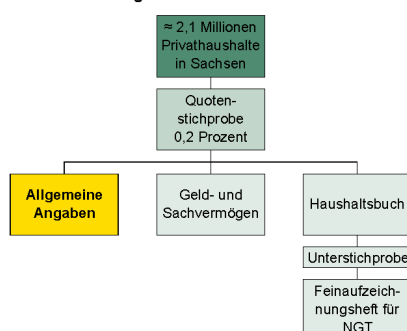 ≈ 2,1 Millionen
Privathaushalte
in Sachsen
Quoten-
stichprobe
0,2 Prozent
Allgemeine
Angaben
Geld- und
Sachvermögen
Haushaltsbuch
Unterstichprobe
Feinaufzeich-
nungsheft für
NGT